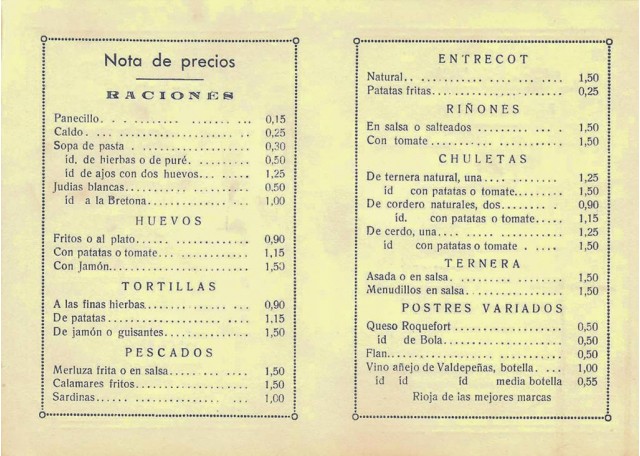 Nota de precios
RACIONES
Panecillo. . . ......... ....... ... 0,15
Caldo. . ..... ............ .... ... 0,25
Sopa de pasta . ............. .... 0,30
id. de hierbas o de puré. ..... .... 0,50
id. de ajos con dos huevos.... .... 1,25
Judias blancas.............. .... 0,50
id a la Bretona ......... ... .... 1,00
HUEVOS
Fritos o al plato...... .......... ... 0,90
Con patatas o tomate... ...... ... 1,15
Con Jamón.................. .... 1,50
TORTILLAS
A las finas hierbas............ .... 0,90
De patatas ................. .... 1,15
De jamón o guisantes......... .... 1,50
PESCADOS
Merluza frita o en salsa........ .... 1,50
Calamares fritos.............. .... 1,50
Sardinas.................... .... 1,00
ENTRECOT
Natural.. ............ ... .... ... 1,50
Patatas fritas.... ............... .... 0,25
RIÑONES
En salsa o salteados ......... .... 1,50
Con tomate................. .... 1,50
CHULETAS
De ternera natural, una.... ... .... 1,25
id con patatas o tomate.. .... 1,50
De cordero naturales, dos..... .... 0,90
id. con patatas o tomate..... 1,15
De cerdo, una.... ............ .... 1,25
id con patatas o tomate . .... 1,50
TERNERA
Asada o en salsa.... ......... .... 1,50
Menudillos en salsa........... .... 1,50
POSTRES VARIADOS
Queso Roquefort ............. .... 0,50
id de Bola... ............ .... 0,50
Flan........................ .... 0,50
Vino añejo de Valdepeñas, botella. ... 1,00
id id id media botella 0,55
Rioja de las mejores marcas